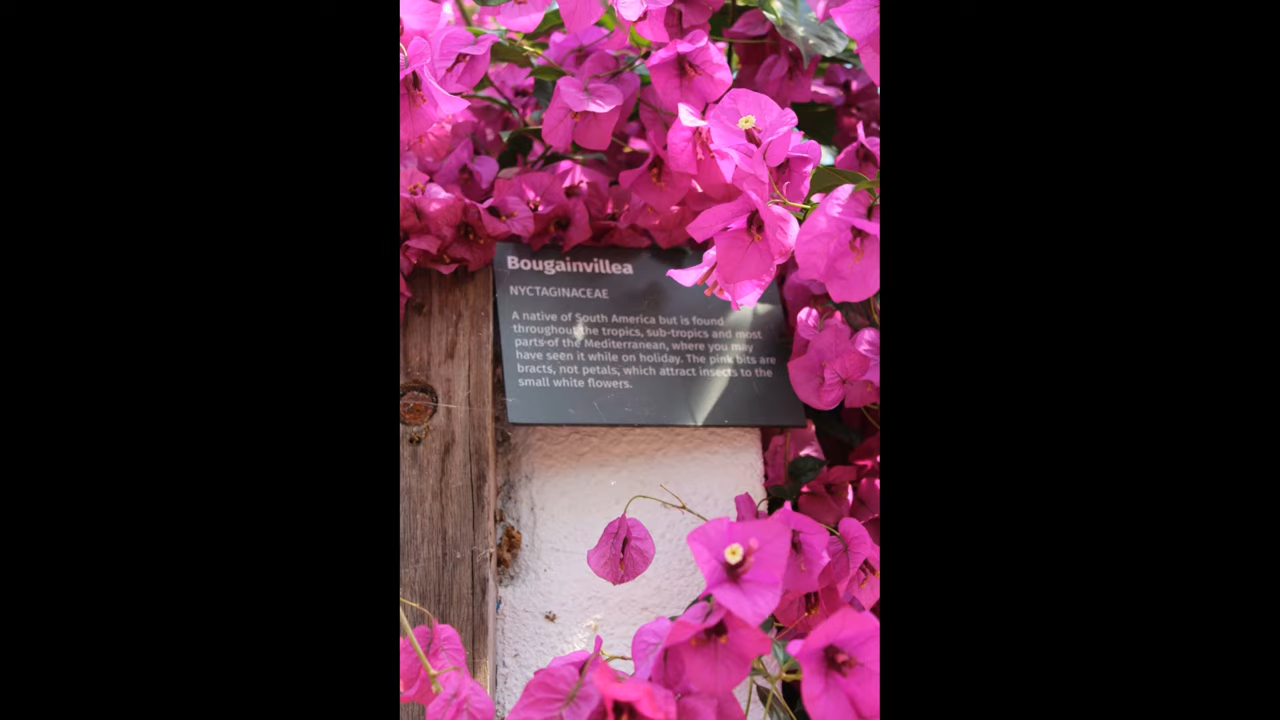 Bougainvillea
NYCTAGINACEAE
A native of South America but is found
throughout the tropics, sub-tropics and most
parts of the Mediterranean, where you may
have seen it while on holiday. The pink bits are
bracts, not petals, which attract insects to the
small white flowers.